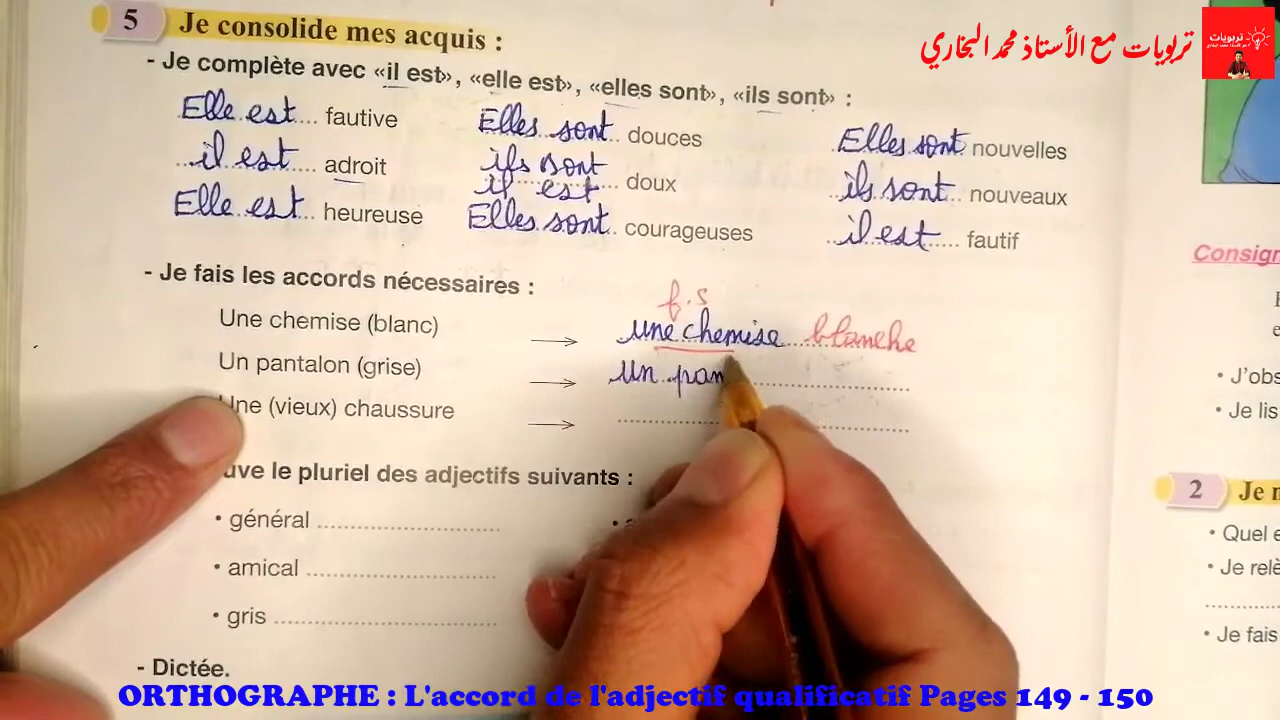 5 Je consolide mes acquis :
تربويات مع الأستاذ محمد البخاري
تربويات
- Je complète avec «il est», «elle est», «elles sont», «ils sont» :
Elle est fautive Elles sont douces Elles sont nouvelles
il est adroit ils sont
il est doux ils sont nouveaux
Elle est heureuse Elles sont courageuses il est fautif
- Je fais les accords nécessaires :
f.s
Une chemise (blanc) → une chemise blanche
Un pantalon (grise) → un pan
Une (vieux) chaussure →
uve le pluriel des adjectifs suivants :
• général
• amical
• gris
- Dictée.
Consign
• J'obs
• Je lis
2 Je
• Quel e
• Je relè
• Je fais
ORTHOGRAPHE : L'accord de l'adjectif qualificatif Pages 149 - 150